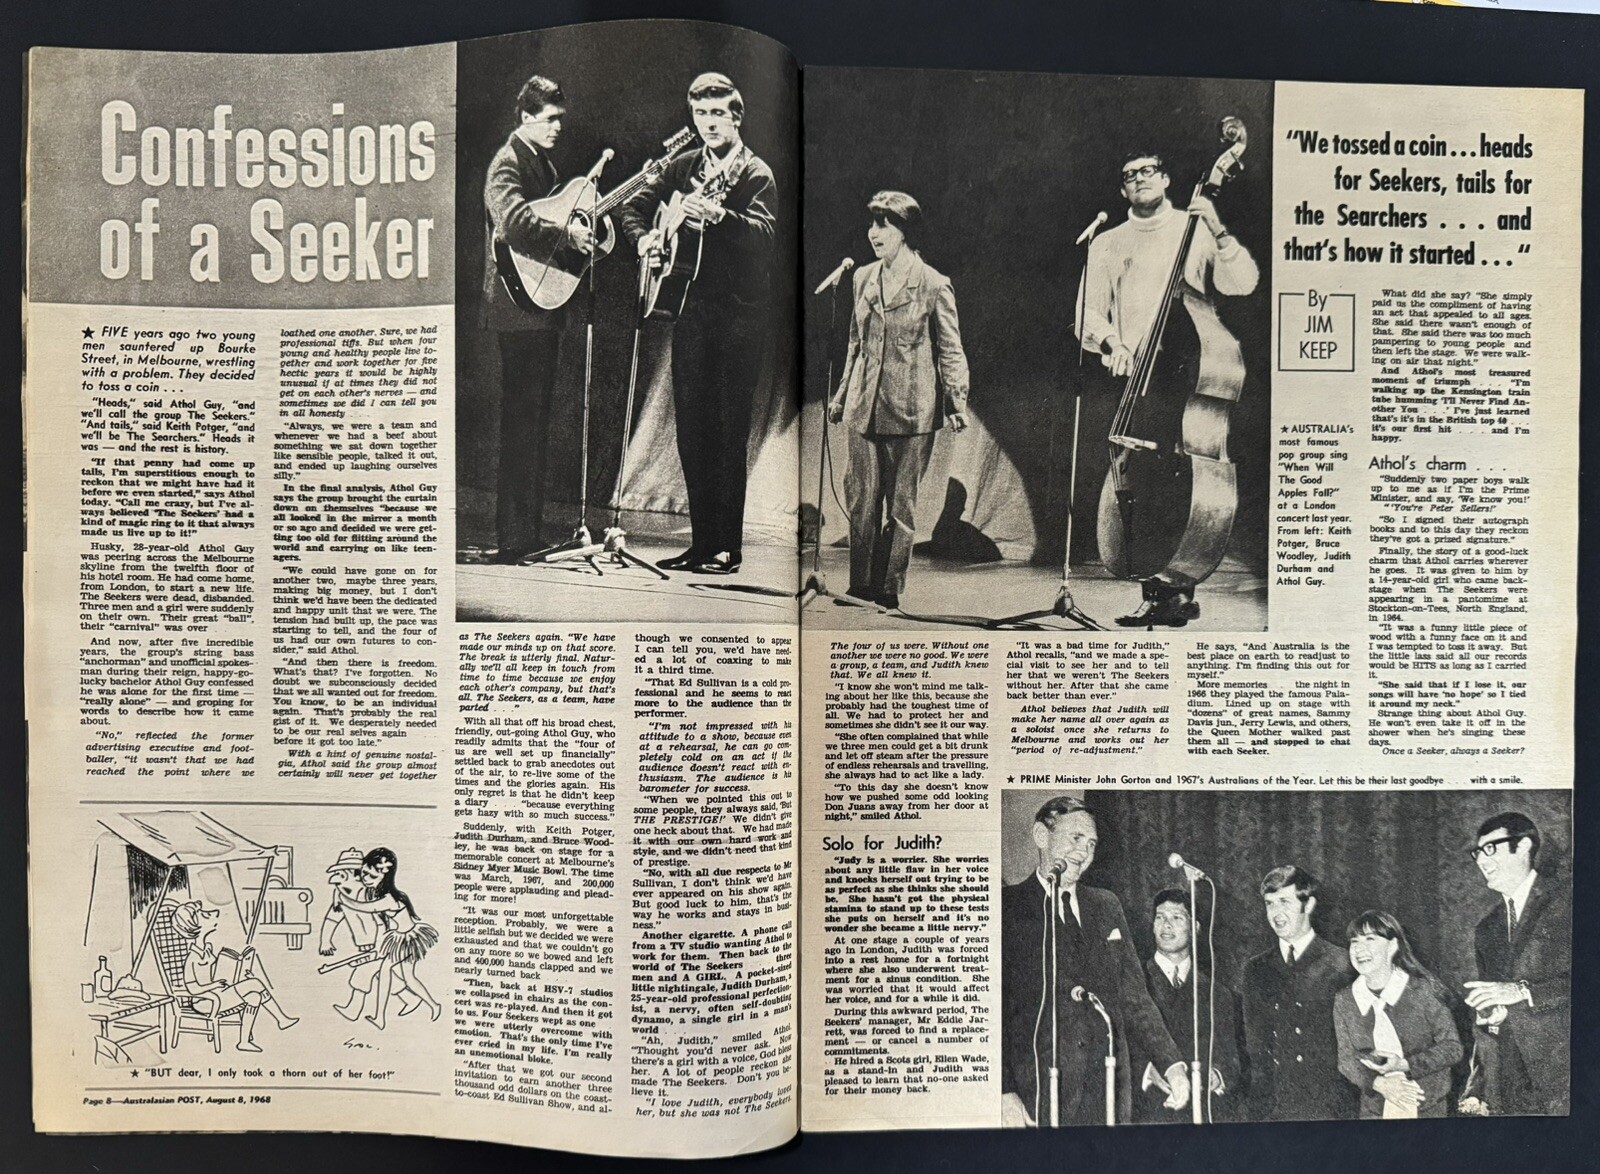 Confessions
of a Seeker
★ FIVE years ago two young
men sauntered up Bourke
Street, in Melbourne, wrestling
with a problem. They decided
to toss a coin . . .
"Heads," said Athol Guy, "and
we'll call the group The Seekers."
"And tails," said Keith Potger, "and
we'll be The Searchers." Heads it
was — and the rest is history.
"If that penny had come up
tails, I'm superstitious enough to
reckon that we might have had it
before we even started," says Athol
today. "Call me crazy, but I've al-
ways believed 'The Seekers' had a
kind of magic ring to it that always
made us live up to it!"
Husky, 28-year-old Athol Guy
was peering across the Melbourne
skyline from the twelfth floor of
his hotel room. He had come home,
from London, to start a new life.
The Seekers were dead, disbanded.
Three men and a girl were suddenly
on their own. Their great "ball",
their "carnival" was over . . .
And now, after five incredible
years, the group's string bass
"anchorman" and unofficial spokes-
man during their reign, happy-go-
lucky bachelor Athol Guy confessed
he was alone for the first time —
"really alone" — and groping for
words to describe how it came
about.
"No," reflected the former
advertising executive and foot-
baller, "it wasn't that we had
reached the point where we
loathed one another. Sure, we had
professional tiffs. But when four
young and healthy people live to-
gether and work together for five
hectic years it would be highly
unusual if at times they did not
get on each other's nerves — and
sometimes we did I can tell you
in all honesty . . .
"Always, we were a team and
whenever we had a beef about
something we sat down together
like sensible people, talked it out,
and ended up laughing ourselves
silly."
In the final analysis, Athol Guy
says the group brought the curtain
down on themselves "because we
all looked in the mirror a month
or so ago and decided we were get-
ting too old for flitting around the
world and carrying on like teen-
agers.
"We could have gone on for
another two, maybe three years,
making big money, but I don't
think we'd have been the dedicated
and happy unit that we were. The
tension had built up, the pace was
starting to tell, and the four of
us had our own futures to con-
sider," said Athol.
"And then there is freedom.
What's that? I've forgotten. No
doubt we subconsciously decided
that we all wanted out for freedom.
You know, to be an individual
again. That's probably the real
gist of it. We desperately needed
to be our real selves again
before it got too late."
With a hint of genuine nostal-
gia, Athol said the group almost
certainly will never get together
★ "BUT dear, I only took a thorn out of her foot!"
Page 8—Australasian POST, August 8, 1968
as The Seekers again. "We have
made our minds up on that score.
The break is utterly final. Natur-
ally we'll all keep in touch from
time to time because we enjoy
each other's company, but that's
all. The Seekers, as a team, have
parted . . ."
With all that off his broad chest,
friendly, out-going Athol Guy, who
readily admits that the "four of
us are well set up financially"
settled back to grab anecdotes out
of the air, to re-live some of the
times and the glories again. His
only regret is that he didn't keep
a diary . . . "because everything
gets hazy with so much success."
Suddenly, with Keith Potger,
Judith Durham, and Bruce Wood-
ley, he was back on stage for a
memorable concert at Melbourne's
Sidney Myer Music Bowl. The time
was March, 1967, and 200,000
people were applauding and plead-
ing for more!
"It was our most unforgettable
reception. Probably, we were a
little selfish but we decided we were
exhausted and that we couldn't go
on any more so we bowed and left
and 400,000 hands clapped and we
nearly turned back
"Then, back at HSV-7 studios
we collapsed in chairs as the con-
cert was re-played. And then it got
to us. Four Seekers wept as one
we were utterly overcome with
emotion. That's the only time I've
ever cried in my life. I'm really
an unemotional bloke.
"After that we got our second
invitation to earn another three
thousand odd dollars on the coast-
to-coast Ed Sullivan Show, and al-
though we consented to appear
I can tell you, we'd have need-
ed a lot of coaxing to make
it a third time.
"That Ed Sullivan is a cold pro-
fessional and he seems to react
more to the audience than the
performer.
"I'm not impressed with his
attitude to a show, because even
at a rehearsal, he can go com-
pletely cold on an act if the
audience doesn't react with en-
thusiasm. The audience is his
barometer for success.
"When we pointed this out to
some people, they always said, 'But
THE PRESTIGE!' We didn't give
one heck about that. We had made
it with our own hard work and
style, and we didn't need that kind
of prestige.
"No, with all due respects to Mr
Sullivan, I don't think we'd have
ever appeared on his show again.
But good luck to him, that's the
way he works and stays in busi-
ness."
Another cigarette. A phone call
from a TV studio wanting Athol to
work for them. Then back to the
world of The Seekers . . . three
men and A GIRL. A pocket-sized
little nightingale, Judith Durham, a
25-year-old professional perfection-
ist, a nervy, often self-doubting
dynamo, a single girl in a man's
world . . .
"Ah, Judith," smiled Athol.
"Thought you'd never ask. Now
there's a girl with a voice, God bless
her. A lot of people reckon she
made The Seekers. Don't you be-
lieve it.
"I love Judith, everybody loves
her, but she was not The Seekers.
The four of us were. Without one
another we were no good. We were
a group, a team, and Judith knew
that. We all knew it.
"I know she won't mind me talk-
ing about her like this, because she
probably had the toughest time of
all. We had to protect her and
sometimes she didn't see it our way.
"She often complained that while
we three men could get a bit drunk
and let off steam after the pressure
of endless rehearsals and travelling,
she always had to act like a lady.
"To this day she doesn't know
how we pushed some odd looking
Don Juans away from her door at
night," smiled Athol.
Solo for Judith?
"Judy is a worrier. She worries
about any little flaw in her voice
and knocks herself out trying to be
as perfect as she thinks she should
be. She hasn't got the physical
stamina to stand up to these tests
she puts on herself and it's no
wonder she became a little nervy."
At one stage a couple of years
ago in London, Judith was forced
into a rest home for a fortnight
where she also underwent treat-
ment for a sinus condition. She
was worried that it would affect
her voice, and for a while it did.
During this awkward period, The
Seekers' manager, Mr Eddie Jar-
rett, was forced to find a replace-
ment — or cancel a number of
commitments.
He hired a Scots girl, Ellen Wade,
as a stand-in and Judith was
pleased to learn that no-one asked
for their money back.
"It was a bad time for Judith,"
Athol recalls, "and we made a spe-
cial visit to see her and to tell
her that we weren't The Seekers
without her. After that she came
back better than ever."
Athol believes that Judith will
make her name all over again as
a soloist once she returns to
Melbourne and works out her
"period of re-adjustment."
He says, "And Australia is the
best place on earth to readjust to
anything. I'm finding this out for
myself."
More memories . . . the night in
1966 they played the famous Pala-
dium. Lined up on stage with
"dozens" of great names, Sammy
Davis Jun., Jerry Lewis, and others,
the Queen Mother walked past
them all — and stopped to chat
with each Seeker.
"We tossed a coin . . . heads
for Seekers, tails for
the Searchers . . . and
that's how it started . . ."
By
JIM
KEEP
★ AUSTRALIA's
most famous
pop group sing
"When Will
The Good
Apples Fall?"
at a London
concert last year.
From left: Keith
Potger, Bruce
Woodley, Judith
Durham and
Athol Guy.
What did she say? "She simply
paid us the compliment of having
an act that appealed to all ages.
She said there wasn't enough of
that. She said there was too much
pampering to young people and
then left the stage. We were walk-
ing on air that night."
And Athol's most treasured
moment of triumph . . . "I'm
walking up the Kensington train
tube humming 'I'll Never Find An-
other You . . .' I've just learned
that's it's in the British top 40 . . .
it's our first hit . . . and I'm
happy.
Athol's charm . . .
"Suddenly two paper boys walk
up to me as if I'm the Prime
Minister, and say, 'We know you!'
"'You're Peter Sellers!'
"So I signed their autograph
books and to this day they reckon
they've got a prized signature."
Finally, the story of a good-luck
charm that Athol carries wherever
he goes. It was given to him by
a 14-year-old girl who came back-
stage when The Seekers were
appearing in a pantomime at
Stockton-on-Tees, North England,
in 1964.
"It was a funny little piece of
wood with a funny face on it and
I was tempted to toss it away. But
the little lass said all our records
would be HITS as long as I carried
it.
"She said that if I lose it, our
songs will have 'no hope' so I tied
it around my neck."
Strange thing about Athol Guy.
He won't even take it off in the
shower when he's singing these
days.
Once a Seeker, always a Seeker?
★ PRIME Minister John Gorton and 1967's Australians of the Year. Let this be their last goodbye . . . with a smile.